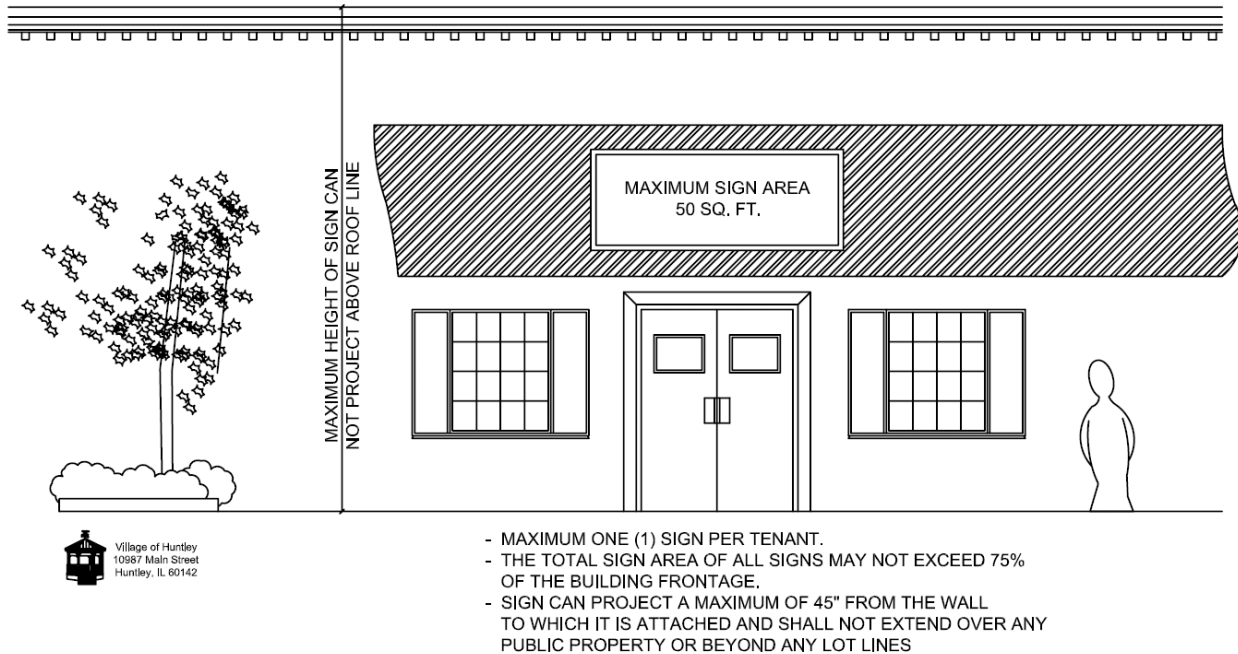 MAXIMUM HEIGHT OF SIGN CAN
NOT PROJECT ABOVE ROOF LINE
MAXIMUM SIGN AREA
50 SQ. FT.
Village of Huntley
10987 Main Street
Huntley, IL 60142
- MAXIMUM ONE (1) SIGN PER TENANT.
- THE TOTAL SIGN AREA OF ALL SIGNS MAY NOT EXCEED 75%
OF THE BUILDING FRONTAGE.
- SIGN CAN PROJECT A MAXIMUM OF 45" FROM THE WALL
TO WHICH IT IS ATTACHED AND SHALL NOT EXTEND OVER ANY
PUBLIC PROPERTY OR BEYOND ANY LOT LINES